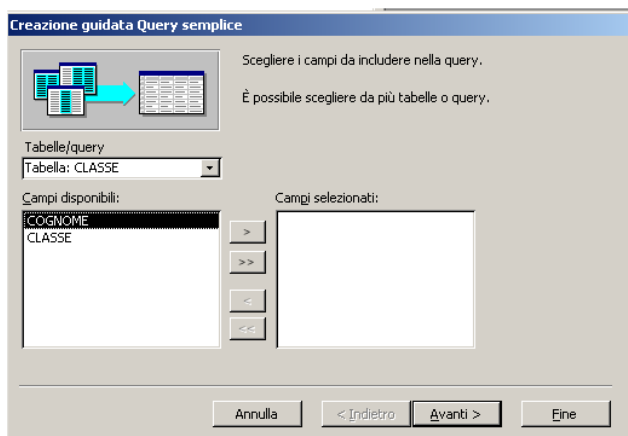 Creazione guidata Query semplice
Scegliere i campi da includere nella query.
È possibile scegliere da più tabelle o query.
Tabelle/query
Tabella: CLASSE
Campi disponibili:
Campi selezionati:
COGNOME
CLASSE
>
>>
<
<<
Annulla
< Indietro
Avanti >
Fine